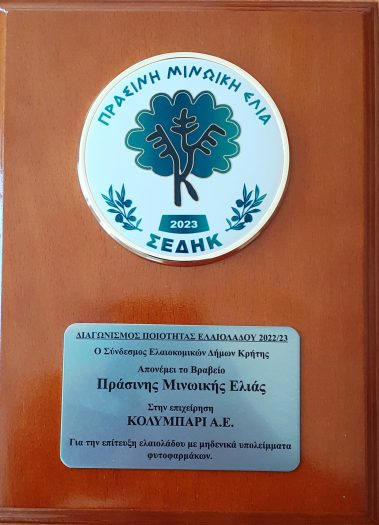 ΠΡΑΣΙΝΗ ΜΙΝΩΙΚΗ ΕΛΙΑ
2023
ΣΕΔΗΚ
ΔΙΑΓΩΝΙΣΜΟΣ ΠΟΙΟΤΗΤΑΣ ΕΛΑΙΟΛΑΔΟΥ 2022/23
Ο Σύνδεσμος Ελαιοκομικών Δήμων Κρήτης
Απονέμει το Βραβείο
Πράσινης Μινωικής Ελιάς
Στην επιχείρηση
ΚΟΛΥΜΠΑΡΙ Α.Ε.
Για την επίτευξη ελαιολάδου με μηδενικά υπολείμματα
φυτοφαρμάκων.